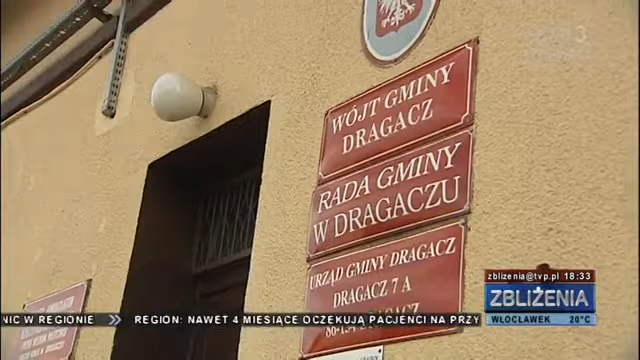 WÓJT GMINY
DRAGACZ
RADA GMINY
W DRAGACZU
URZĄD GMINY DRAGACZ
DRAGACZ 7 A
DRAGACZ
zblizenia@tvp.pl 18:33
ZBLIŻENIA
WŁOCŁAWEK 20°C
NIC W REGIONIE >> REGION: NAWET 4 MIESIĄCE OCZEKUJĄ PACJENCI NA PRZY